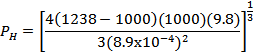 P_H = [4(1238 − 1000)(1000)(9.8) / 3(8.9x10⁻⁴)²]^(1/3)